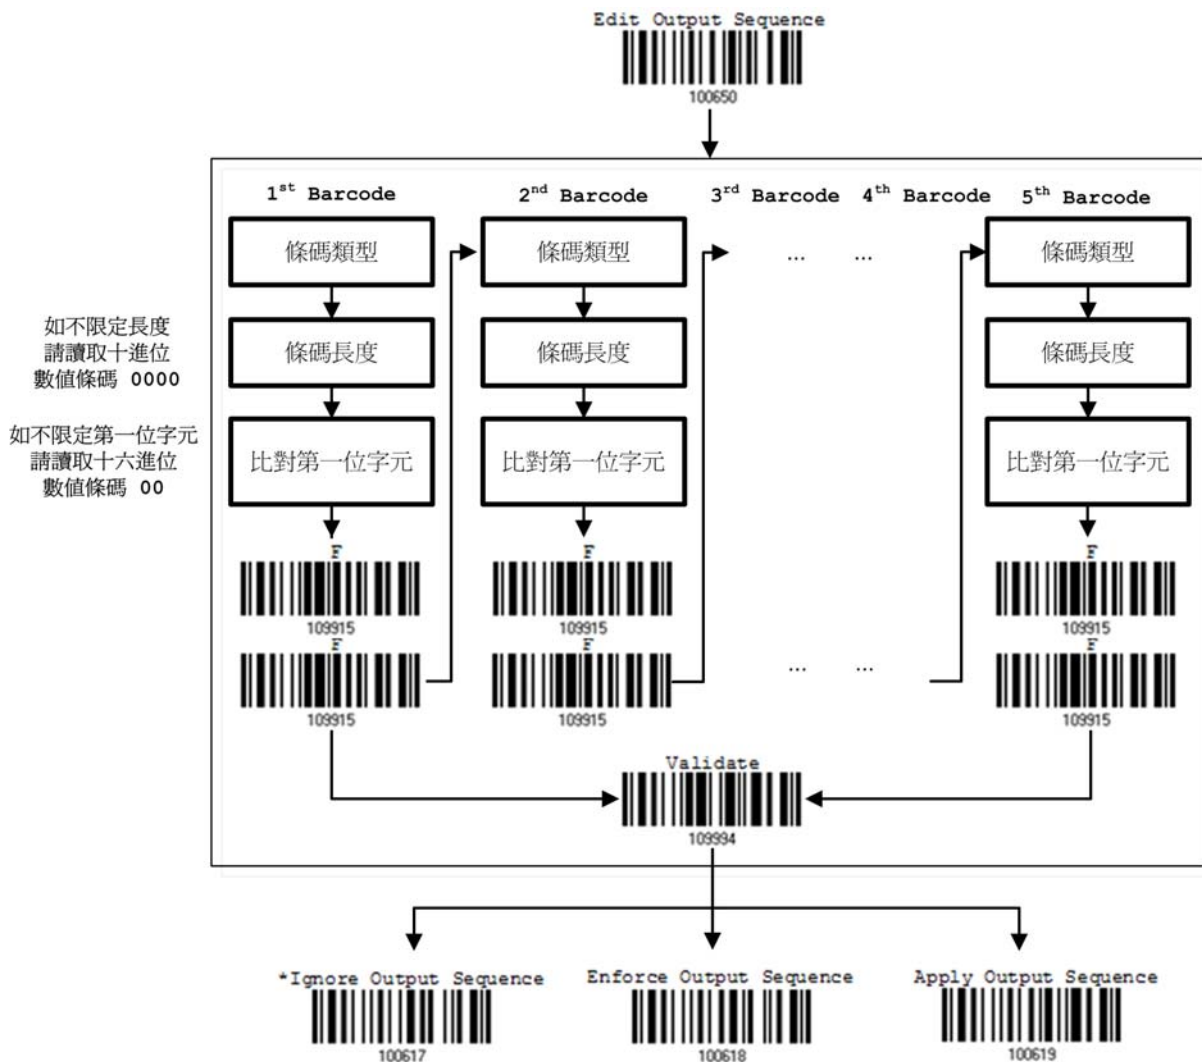 Edit Output Sequence
100650
1st Barcode 2nd Barcode 3rd Barcode 4th Barcode 5th Barcode
條碼類型 條碼類型 ... ... 條碼類型
如不限定長度
請讀取十進位
數值條碼 0000
條碼長度 條碼長度 條碼長度
如不限定第一位字元
請讀取十六進位
數值條碼 00
比對第一位字元 比對第一位字元 比對第一位字元
F F F
109915 109915 109915
F F F
... ...
109915 109915 109915
Validate
109994
*Ignore Output Sequence Enforce Output Sequence Apply Output Sequence
100617 100618 100619